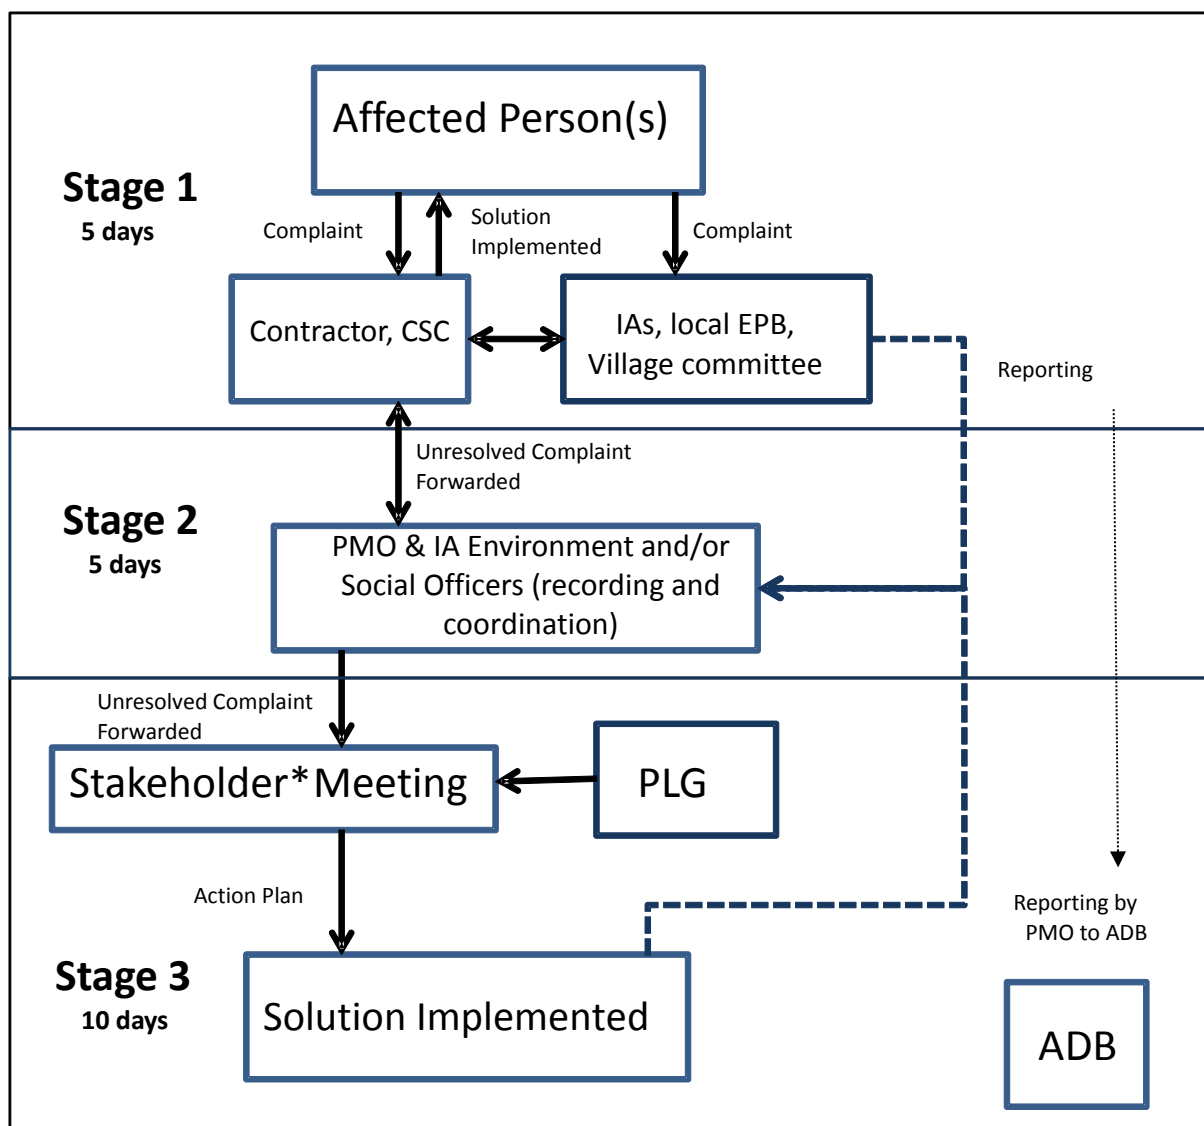 Affected Person(s)
Stage 1
5 days
Complaint
Solution
Implemented
Complaint
Contractor, CSC
IAs, local EPB,
Village committee
Reporting
Unresolved Complaint
Forwarded
Stage 2
5 days
PMO & IA Environment and/or
Social Officers (recording and
coordination)
Unresolved Complaint
Forwarded
Stakeholder*Meeting
PLG
Action Plan
Reporting by
PMO to ADB
Stage 3
10 days
Solution Implemented
ADB